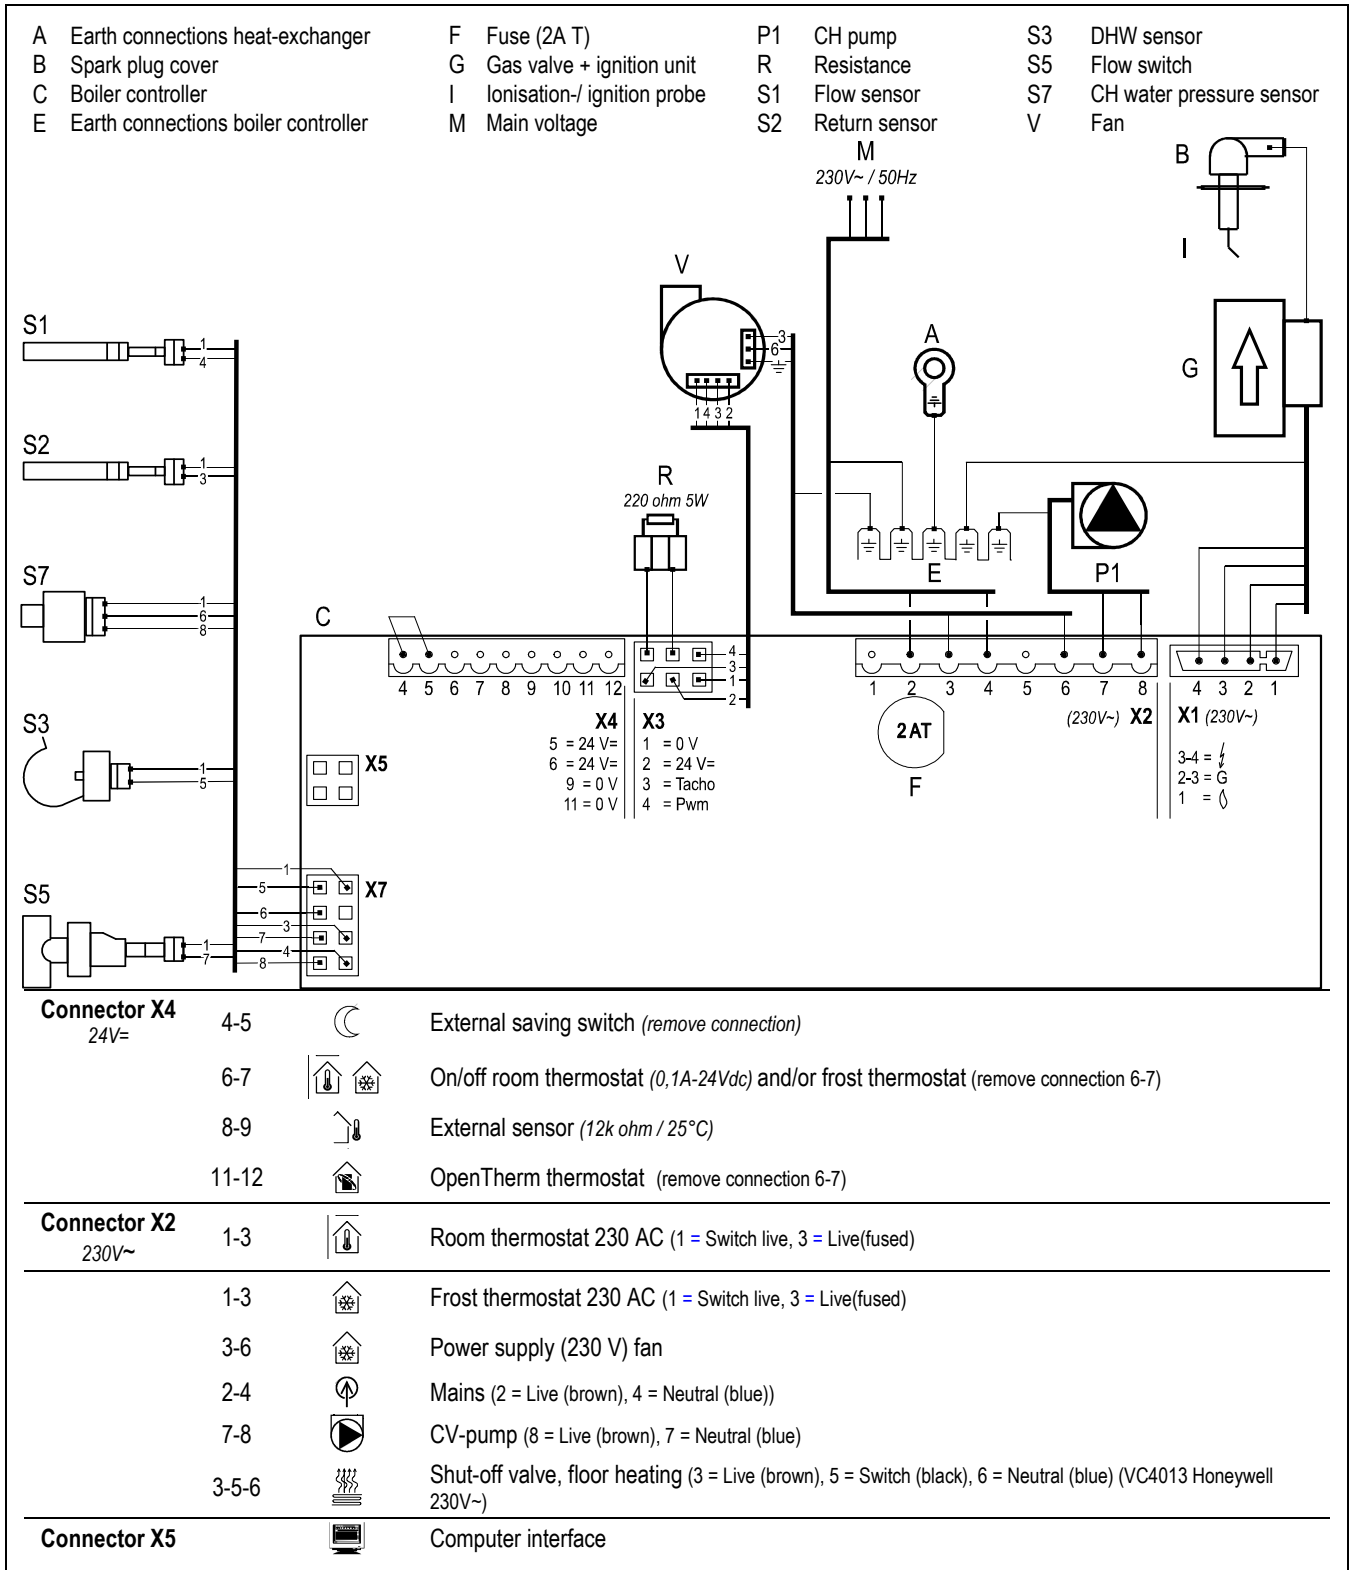 A Earth connections heat-exchanger F Fuse (2A T) P1 CH pump S3 DHW sensor
B Spark plug cover G Gas valve + ignition unit R Resistance S5 Flow switch
C Boiler controller I Ionisation-/ ignition probe S1 Flow sensor S7 CH water pressure sensor
E Earth connections boiler controller M Main voltage S2 Return sensor V Fan
M
230V~ / 50Hz
B
I
V
3
6
1 4 3 2
A
G
S1
1
4
S2
1
3
R
220 ohm 5W
E
P1
S7
1
6
8
C
4
3
1
2
4 5 6 7 8 9 10 11 12
1 2 3 4 5 6 7 8
4 3 2 1
X4
5 = 24 V=
6 = 24 V=
9 = 0 V
11 = 0 V
X3
1 = 0 V
2 = 24 V=
3 = Tacho
4 = Pwm
2 AT
F
(230V~) X2
X1 (230V~)
3-4 =
2-3 = G
1 =
S3
1
5
X5
S5
1
7
1
5
6
3
7
4
8
X7
Connector X4 4-5 External saving switch (remove connection)
24V=
6-7 On/off room thermostat (0,1A-24Vdc) and/or frost thermostat (remove connection 6-7)
8-9 External sensor (12k ohm / 25°C)
11-12 OpenTherm thermostat (remove connection 6-7)
Connector X2 1-3 Room thermostat 230 AC (1 = Switch live, 3 = Live(fused)
230V~
1-3 Frost thermostat 230 AC (1 = Switch live, 3 = Live(fused)
3-6 Power supply (230 V) fan
2-4 Mains (2 = Live (brown), 4 = Neutral (blue))
7-8 CV-pump (8 = Live (brown), 7 = Neutral (blue)
3-5-6 Shut-off valve, floor heating (3 = Live (brown), 5 = Switch (black), 6 = Neutral (blue) (VC4013 Honeywell
230V~)
Connector X5 Computer interface